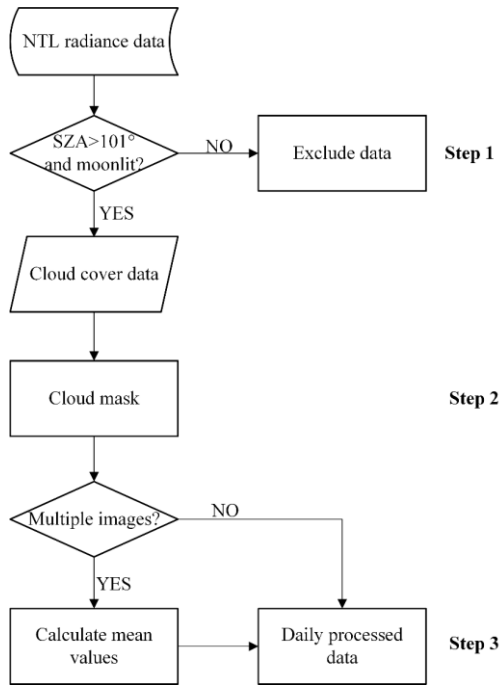 NTL radiance data
SZA>101°
and moonlit?
NO
Exclude data
Step 1
YES
Cloud cover data
Cloud mask
Step 2
Multiple images?
NO
YES
Calculate mean
values
Daily processed
data
Step 3